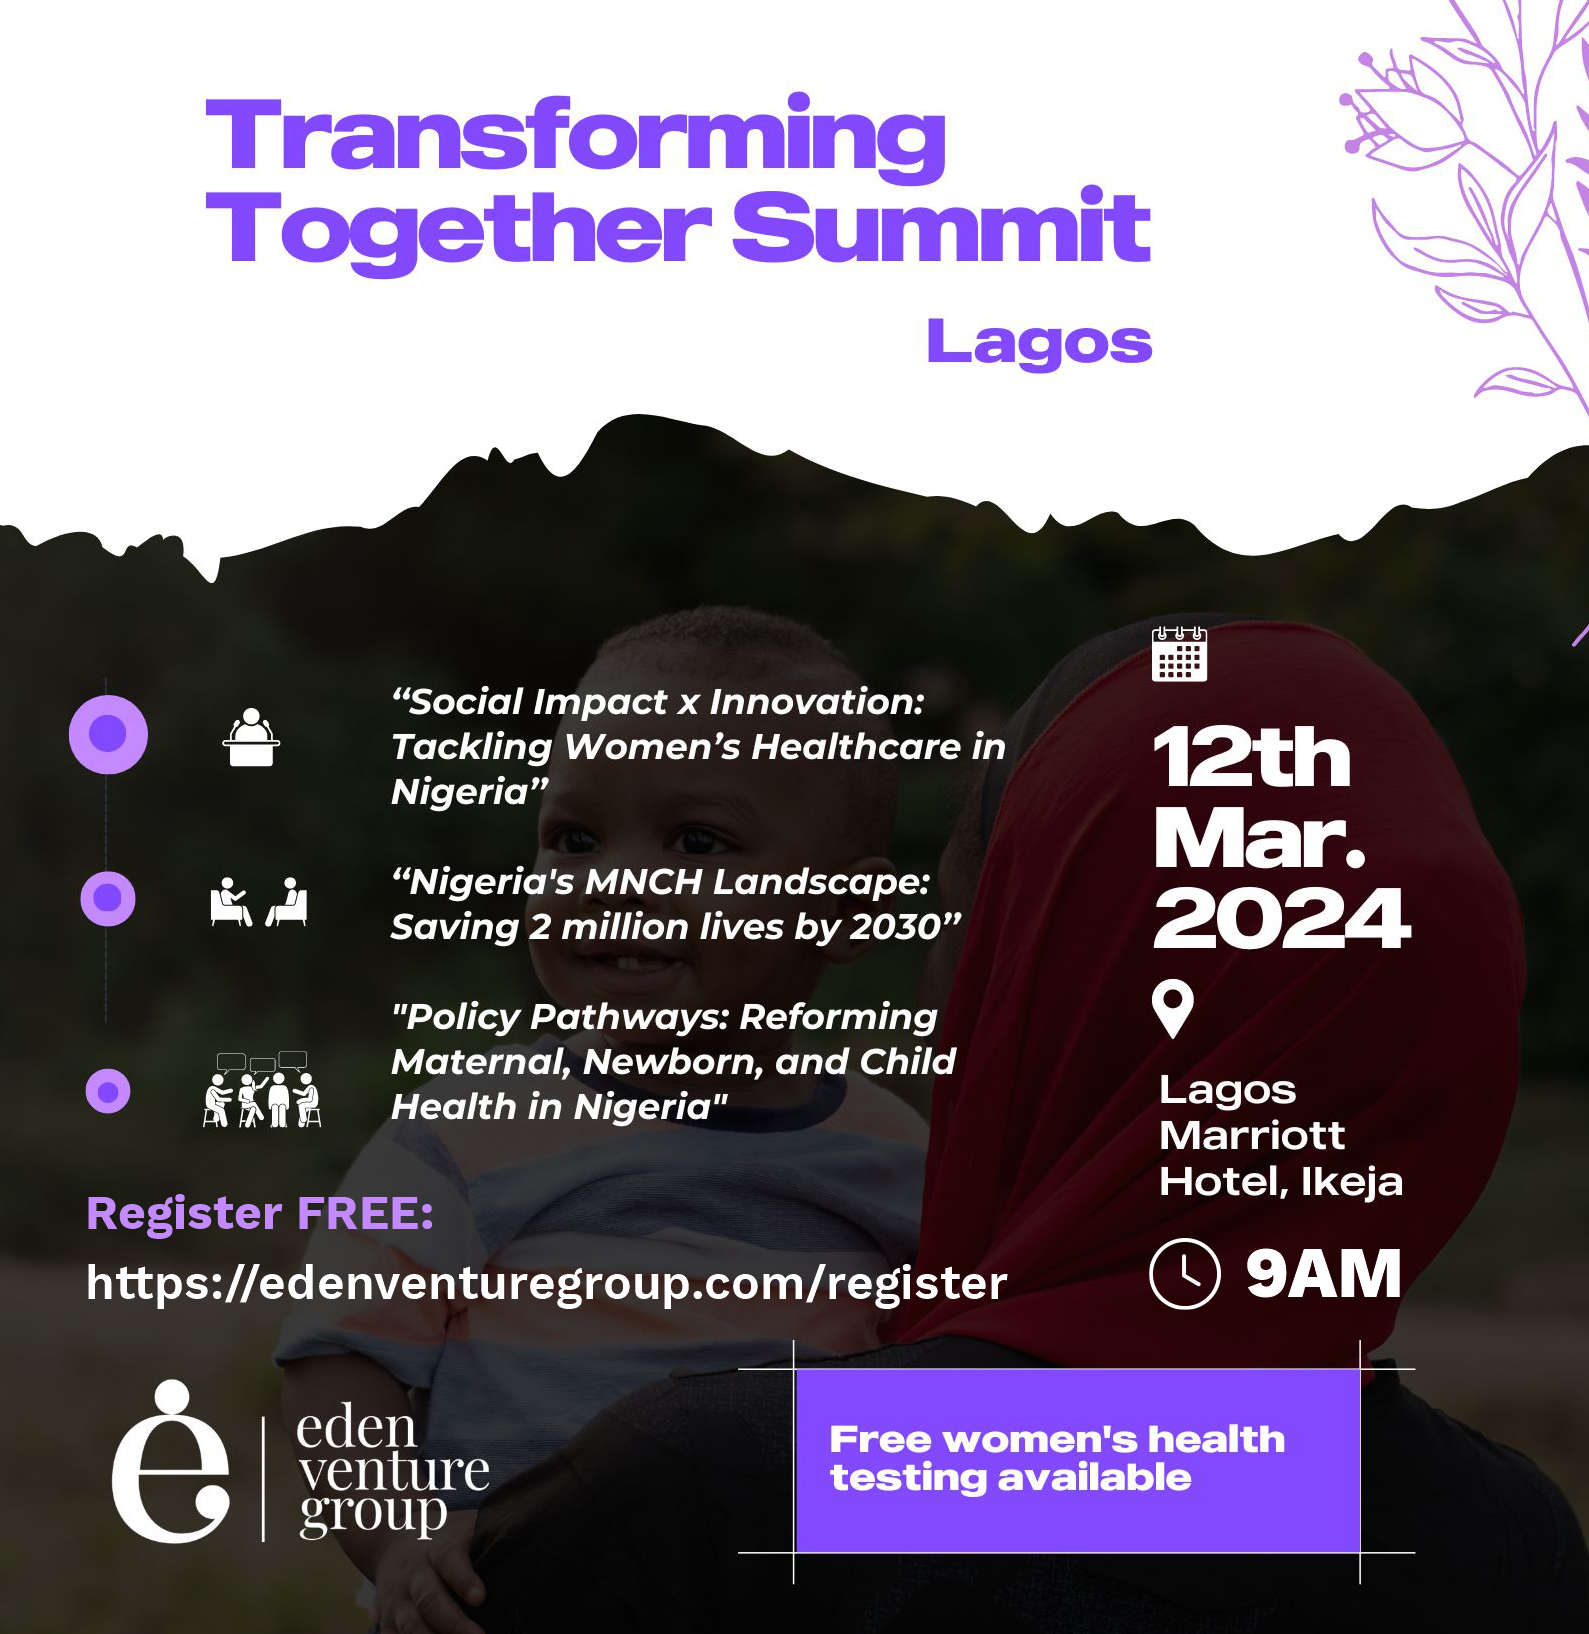 Transforming
Together Summit
Lagos
“Social Impact x Innovation:
Tackling Women’s Healthcare in
Nigeria”
“Nigeria's MNCH Landscape:
Saving 2 million lives by 2030”
"Policy Pathways: Reforming
Maternal, Newborn, and Child
Health in Nigeria"
12th
Mar.
2024
Lagos
Marriott
Hotel, Ikeja
9AM
Register FREE:
https://edenventuregroup.com/register
ė
eden
venture
group
Free women's health
testing available